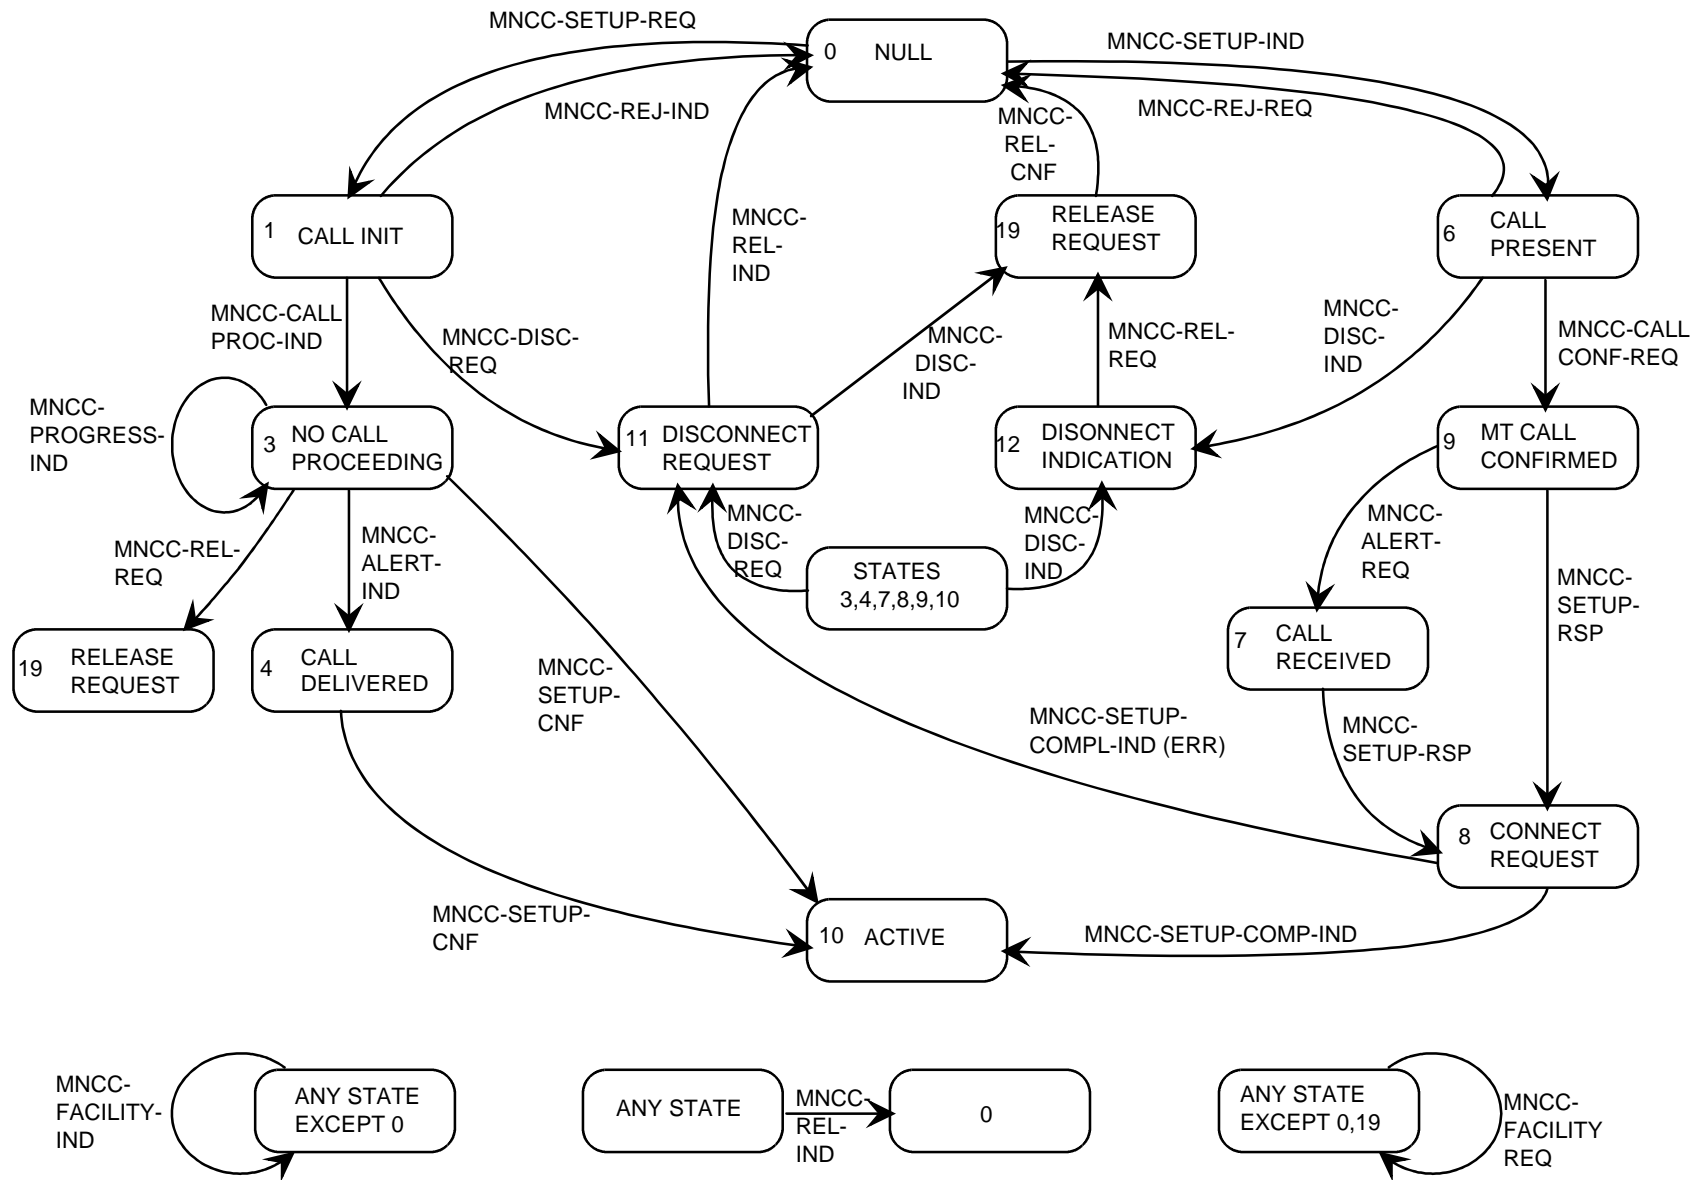 MNCC-SETUP-REQ
0 NULL
MNCC-SETUP-IND
MNCC-REJ-IND
MNCC-
REL-
CNF
MNCC-REJ-REQ
1 CALL INIT
MNCC-
REL-
IND
19 RELEASE
REQUEST
6 CALL
PRESENT
MNCC-CALL
PROC-IND
MNCC-DISC-
REQ
MNCC-
DISC-
IND
MNCC-REL-
REQ
MNCC-
DISC-
IND
MNCC-CALL
CONF-REQ
MNCC-
PROGRESS-
IND
3 NO CALL
PROCEEDING
11 DISCONNECT
REQUEST
12 DISONNECT
INDICATION
9 MT CALL
CONFIRMED
MNCC-REL-
REQ
MNCC-
ALERT-
IND
MNCC-
DISC-
REQ
STATES
3,4,7,8,9,10
MNCC-
DISC-
IND
MNCC-
ALERT-
REQ
MNCC-
SETUP-
RSP
19 RELEASE
REQUEST
4 CALL
DELIVERED
MNCC-
SETUP-
CNF
7 CALL
RECEIVED
MNCC-SETUP-
COMPL-IND (ERR)
MNCC-
SETUP-RSP
8 CONNECT
REQUEST
MNCC-SETUP-
CNF
10 ACTIVE
MNCC-SETUP-COMP-IND
MNCC-
FACILITY-
IND
ANY STATE
EXCEPT 0
ANY STATE
MNCC-
REL-
IND
0
ANY STATE
EXCEPT 0,19
MNCC-
FACILITY
REQ